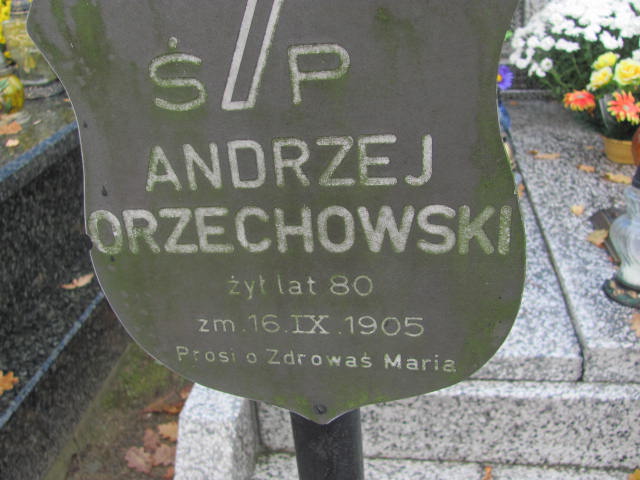 Ś P
ANDRZEJ
ORZECHOWSKI
żył lat 80
zm. 16.IX.1905
Prosi o Zdrowaś Maria